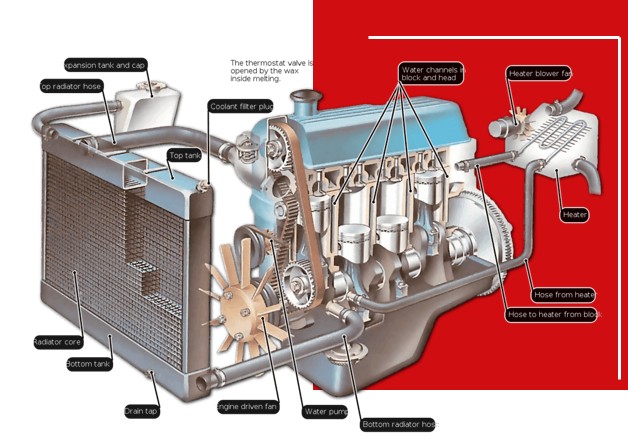 The thermostat valve is
opened by the wax
inside melting.
expansion tank and cap
op radiator hose
Coolant fillter plug
Top tank
Water channels in
block and head
Heater blower fan
Heater
Hose from heater
Hose to heater from block
Radiator core
Bottom tank
Drain tap
engine driven fan
Water pump
Bottom radiator hose